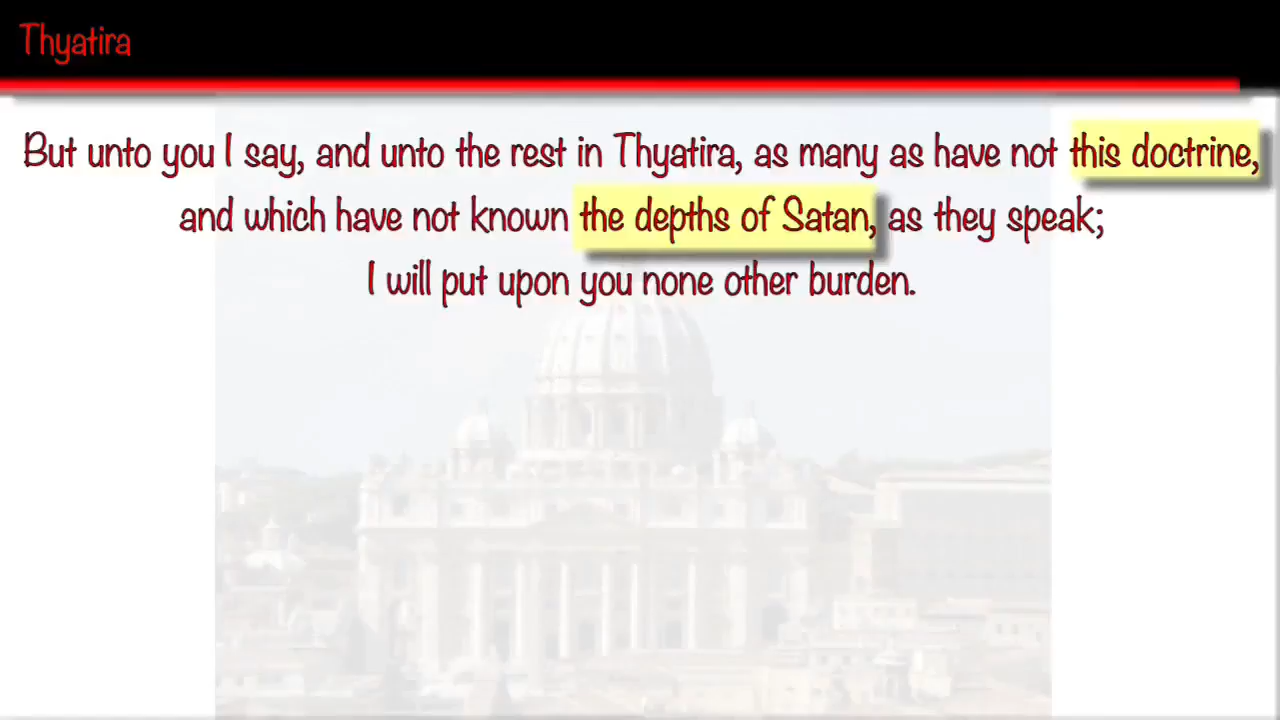 Thyatira
But unto you I say, and unto the rest in Thyatira, as many as have not this doctrine,
and which have not known the depths of Satan, as they speak;
I will put upon you none other burden.